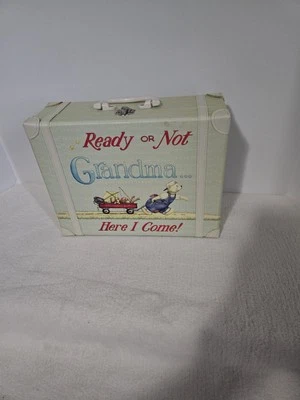 Ready or Not
Grandma....
Here I Come!